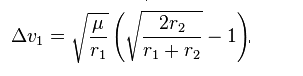 Δv₁ = √(μ/r₁) (√(2r₂/(r₁ + r₂)) − 1).